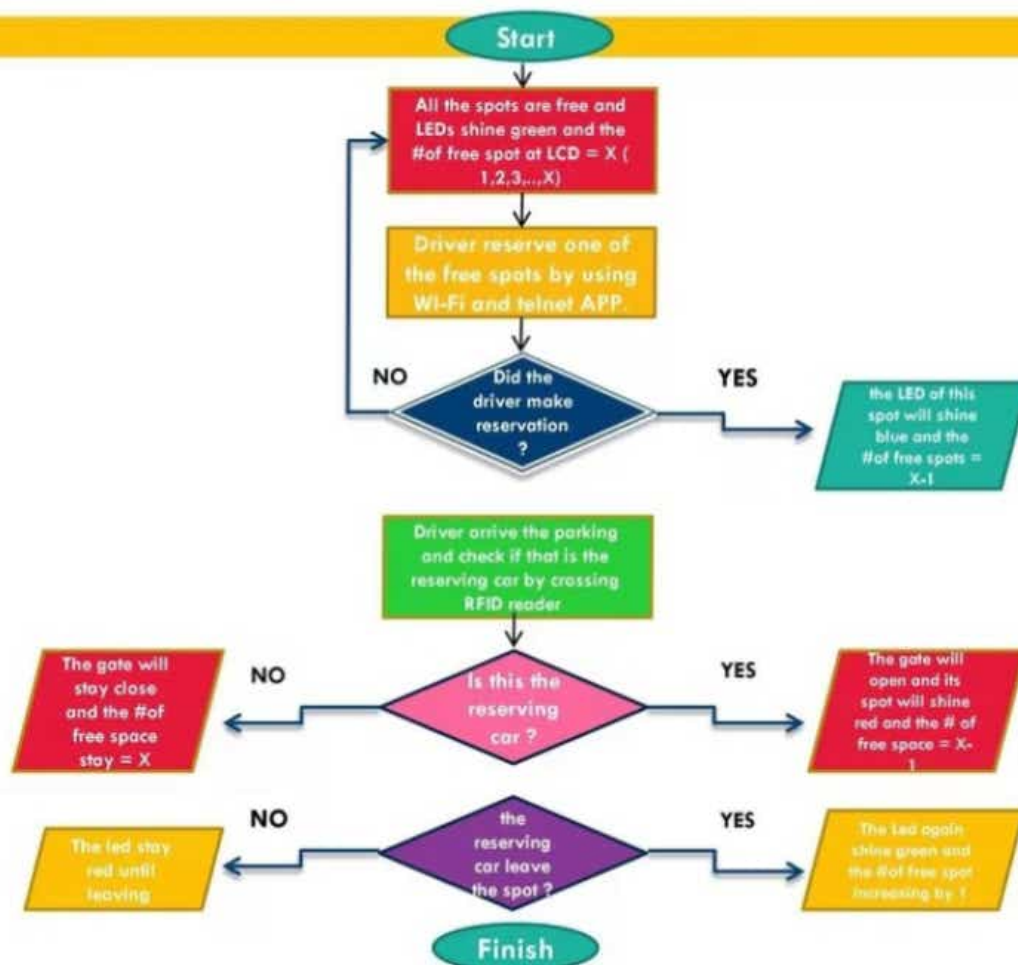 Start
All the spots are free and
LEDs shine green and the
#of free spot at LCD = X (
1,2,3,..,X)
Driver reserve one of
the free spots by using
WI-Fi and telnet APP.
NO
Did the
driver make
reservation
?
YES
the LED of this
spot will shine
blue and the
#of free spots =
X-1
Driver arrive the parking
and check if that is the
reserving car by crossing
RFID reader
The gate will
stay close
and the #of
free space
stay = X
NO
Is this the
reserving
car ?
YES
The gate will
open and its
spot will shine
red and the # of
free space = X-
1
The led stay
red until
leaving
NO
the
reserving
car leave
the spot ?
YES
The Led again
shine green and
the #of free spot
increasing by 1
Finish